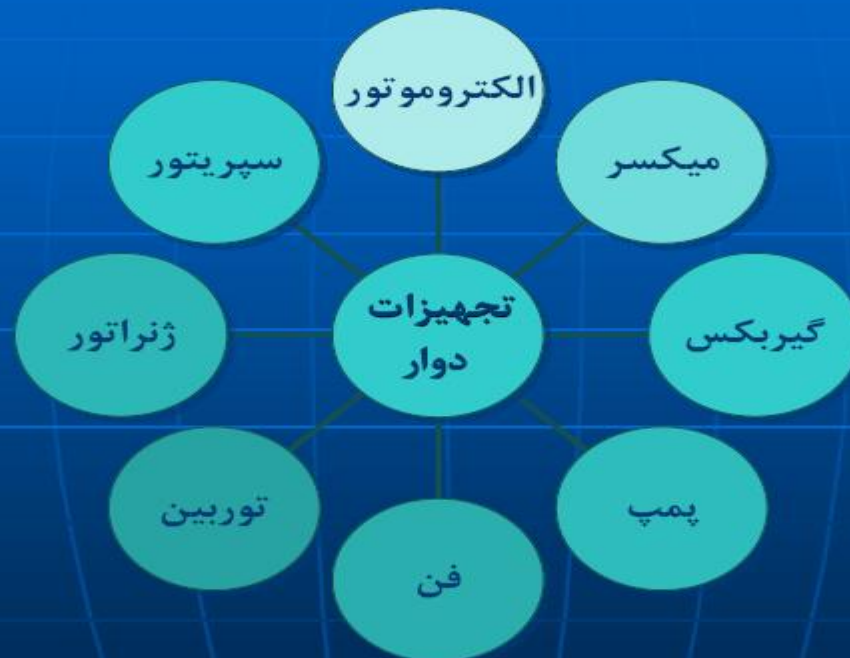 الکتروموتور
میکسر
سپریتور
گیربکس
تجهیزات
دوار
ژنراتور
پمپ
توربین
فن